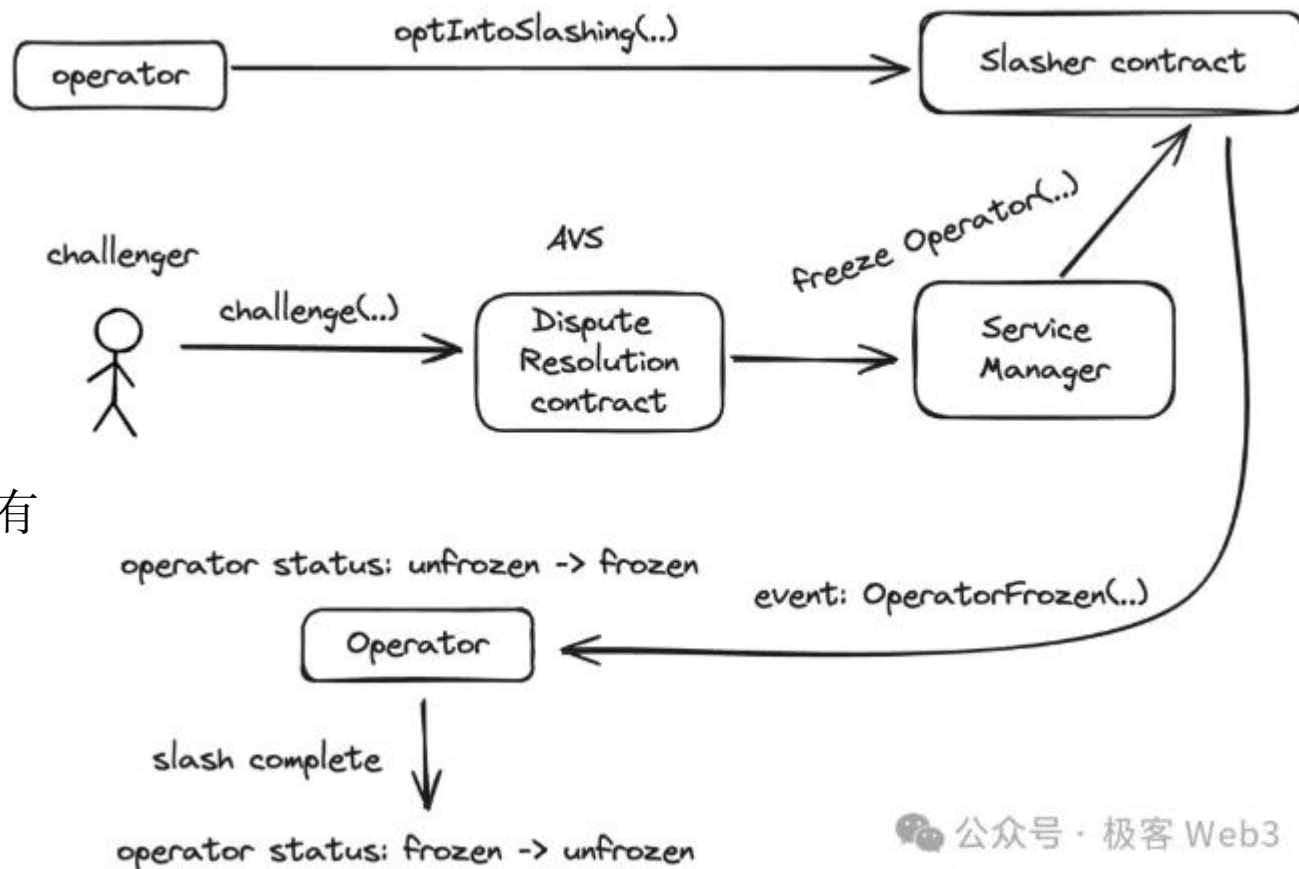 optIntoSlashing(..)
operator
Slasher contract
freeze Operator(..)
AVS
challenger
challenge(..)
Dispute
Resolution
contract
Service
Manager
有
operator status: unfrozen -> frozen
event: OperatorFrozen(..)
Operator
slash complete
operator status: frozen -> unfrozen
公众号 · 极客 Web3